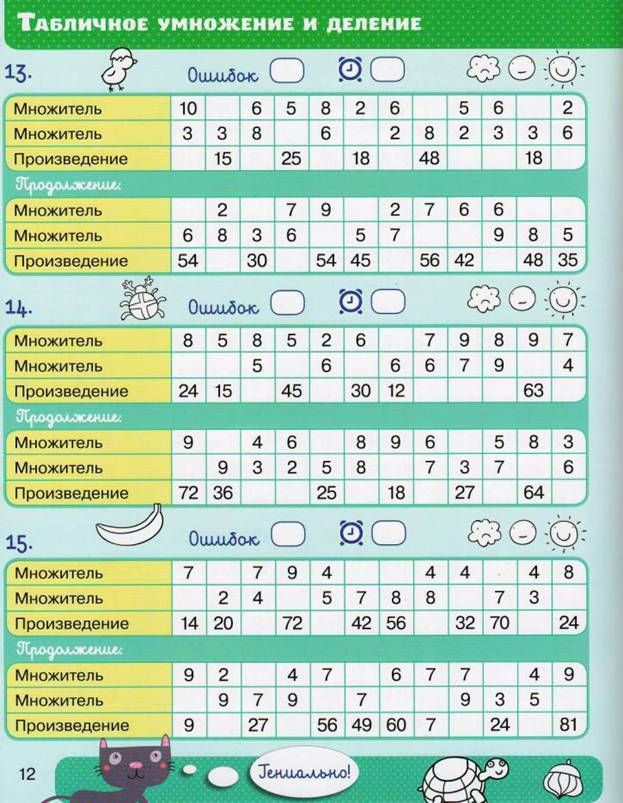 Табличное умножение и деление
13. Ошибок
Множитель 10 6 5 8 2 6 5 6 2
Множитель 3 3 8 6 2 8 2 3 3 6
Произведение 15 25 18 48 18
Продолжение:
Множитель 2 7 9 2 7 6 6
Множитель 6 8 3 6 5 7 9 8 5
Произведение 54 30 54 45 56 42 48 35
14. Ошибок
Множитель 8 5 8 5 2 6 7 9 8 9 7
Множитель 5 6 6 6 7 9 4
Произведение 24 15 45 30 12 63
Продолжение:
Множитель 9 4 6 8 9 6 5 8 3
Множитель 9 3 2 5 8 7 3 7 6
Произведение 72 36 25 18 27 64
15. Ошибок
Множитель 7 7 9 4 4 4 4 8
Множитель 2 4 5 7 8 8 7 3
Произведение 14 20 72 42 56 32 70 24
Продолжение:
Множитель 9 2 4 7 6 7 7 4 9
Множитель 9 7 9 7 9 3 5
Произведение 9 27 56 49 60 7 24 81
12
Гениально!